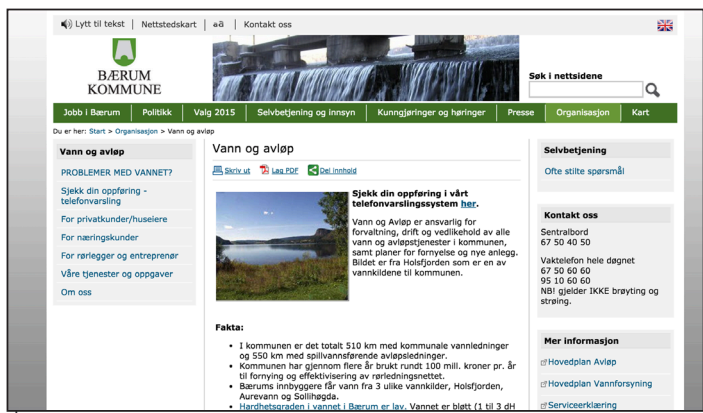 Lytt til tekst | Nettstedskart | aä | Kontakt oss
BÆRUM
KOMMUNE
Søk i nettsidene
Jobb i Bærum | Politikk | Valg 2015 | Selvbetjening og innsyn | Kunngjøringer og høringer | Presse | Organisasjon | Kart
Du er her: Start > Organisasjon > Vann og avløp
Vann og avløp
PROBLEMER MED VANNET?
Sjekk din oppføring -
telefonvarsling
For privatkunder/huseiere
For næringskunder
For rørlegger og entreprenør
Våre tjenester og oppgaver
Om oss
Vann og avløp
Skriv ut Lag PDF Del innhold
Sjekk din oppføring i vårt
telefonvarslingssystem her.
Vann og Avløp er ansvarlig for
forvaltning, drift og vedlikehold av alle
vann og avløpstjenester i kommunen,
samt planer for fornyelse og nye anlegg.
Bildet er fra Holsfjorden som er en av
vannkildene til kommunen.
Fakta:
• I kommunen er det totalt 510 km med kommunale vannledninger
og 550 km med spillvannsførende avløpsledninger.
• Kommunen har gjennom flere år brukt rundt 100 mill. kroner pr. år
til fornying og effektivisering av rørledningsnettet.
• Bærums innbyggere får vann fra 3 ulike vannkilder, Holsfjorden,
Aurevann og Sollihøgda.
• Hardhetsgraden i vannet i Bærum er lav. Vannet er bløtt (1 til 3 dH
Selvbetjening
Ofte stilte spørsmål
Kontakt oss
Sentralbord
67 50 40 50
Vaktelefon hele døgnet
67 50 60 60
95 10 60 60
NB! gjelder IKKE brøyting og
strøing.
Mer informasjon
Hovedplan Avløp
Hovedplan Vannforsyning
Serviceerklæring